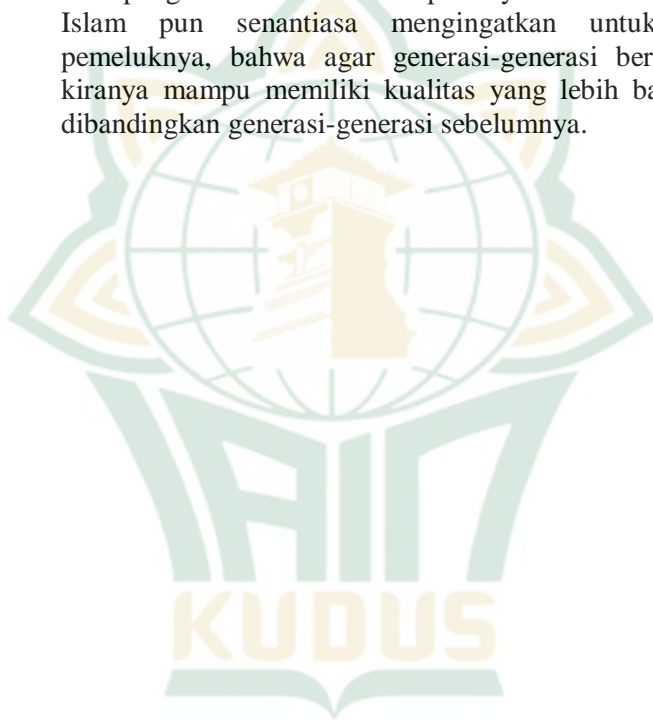 Islam pun senantiasa mengingatkan untuk
pemeluknya, bahwa agar generasi-generasi ber
kiranya mampu memiliki kualitas yang lebih ba
dibandingkan generasi-generasi sebelumnya.
IAIN
KUDUS